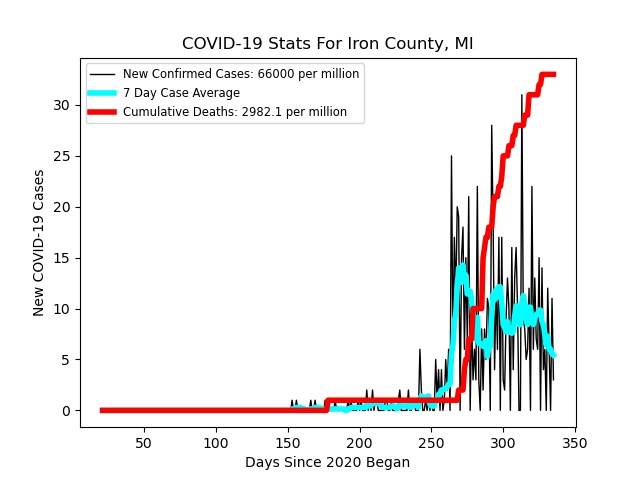 COVID-19 Stats For Iron County, MI
New Confirmed Cases: 66000 per million
7 Day Case Average
Cumulative Deaths: 2982.1 per million
New COVID-19 Cases
30
25
20
15
10
5
0
50
100
150
200
250
300
350
Days Since 2020 Began